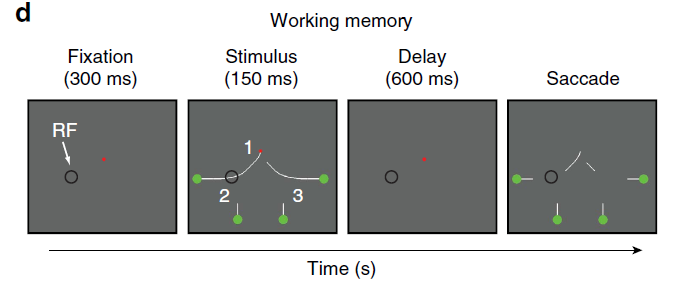 d
Working memory
Fixation
(300 ms)
Stimulus
(150 ms)
Delay
(600 ms)
Saccade
RF
1
2
3
Time (s)